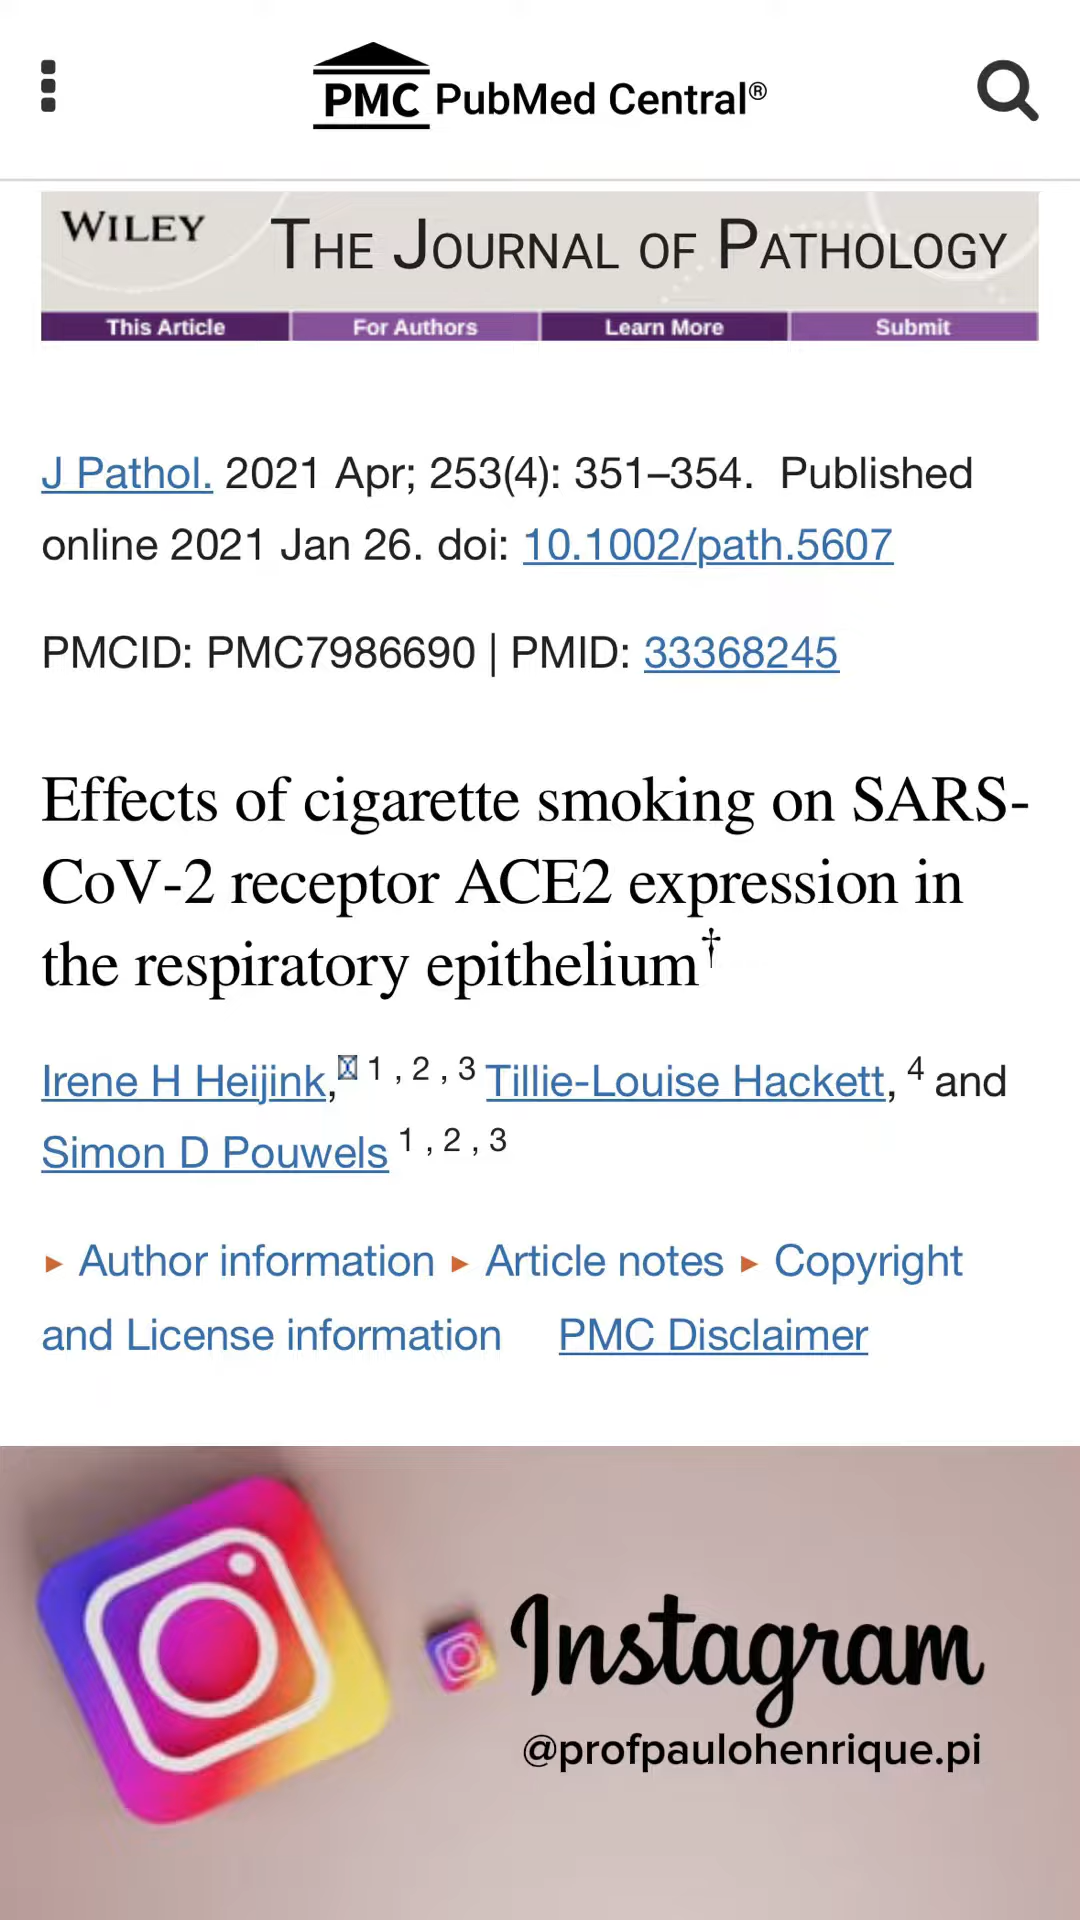 PMC PubMed Central®
WILEY THE JOURNAL OF PATHOLOGY
This Article For Authors Learn More Submit
J Pathol. 2021 Apr; 253(4): 351–354. Published
online 2021 Jan 26. doi: 10.1002/path.5607
PMCID: PMC7986690 | PMID: 33368245
Effects of cigarette smoking on SARS-
CoV-2 receptor ACE2 expression in
the respiratory epithelium†
Irene H Heijink, 1 , 2 , 3 Tillie-Louise Hackett, 4 and
Simon D Pouwels 1 , 2 , 3
▸ Author information ▸ Article notes ▸ Copyright
and License information PMC Disclaimer
Instagram
@profpaulohenrique.pi